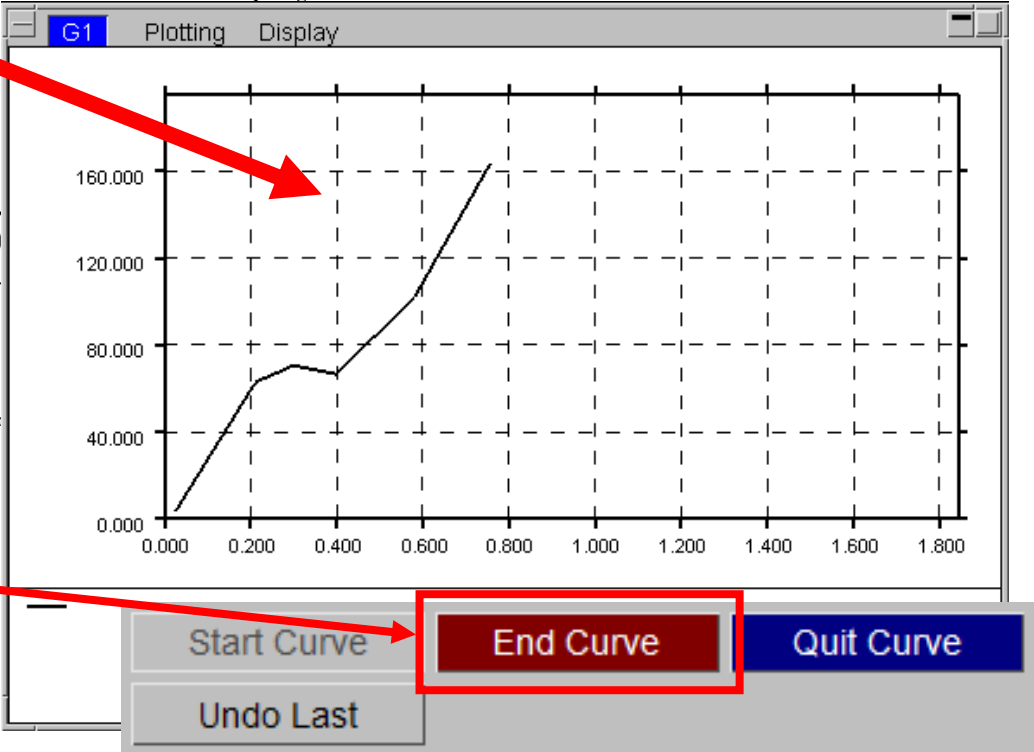 G1 Plotting Display
160.000
120.000
80.000
40.000
0.000
0.000 0.200 0.400 0.600 0.800 1.000 1.200 1.400 1.600 1.800
Start Curve End Curve Quit Curve
Undo Last